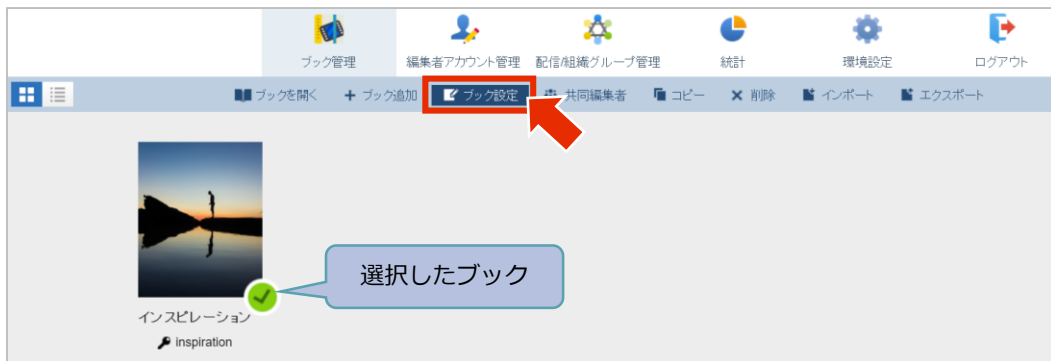 ブック管理 編集者アカウント管理 配信/組織グループ管理 統計 環境設定 ログアウト
ブックを開く + ブック追加 ブック設定 共同編集者 コピー × 削除 インポート エクスポート
選択したブック
インスピレーション
inspiration